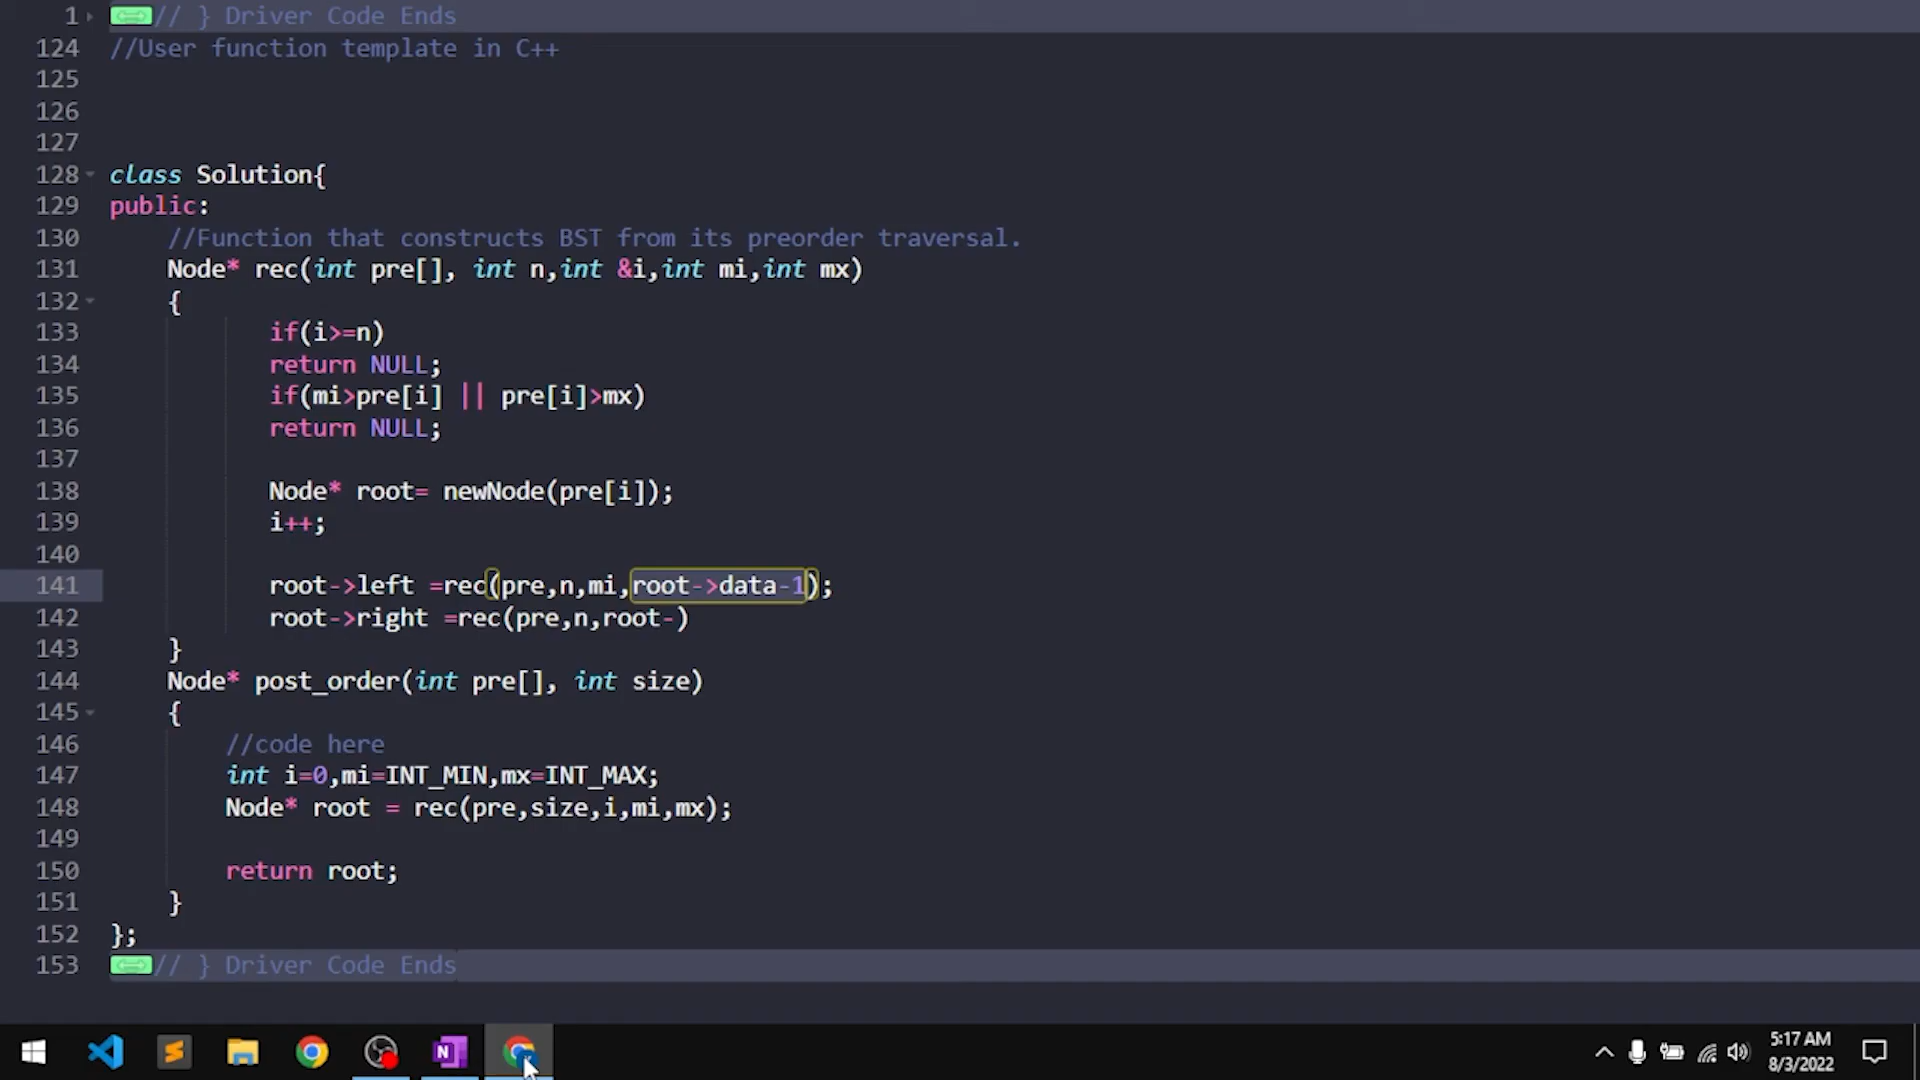 1 // } Driver Code Ends
124 //User function template in C++
125
126
127
128 class Solution{
129 public:
130 //Function that constructs BST from its preorder traversal.
131 Node* rec(int pre[], int n,int &i,int mi,int mx)
132 {
133 if(i>=n)
134 return NULL;
135 if(mi>pre[i] || pre[i]>mx)
136 return NULL;
137
138 Node* root= newNode(pre[i]);
139 i++;
140
141 root->left =rec(pre,n,mi,root->data-1);
142 root->right =rec(pre,n,root-)
143 }
144 Node* post_order(int pre[], int size)
145 {
146 //code here
147 int i=0,mi=INT_MIN,mx=INT_MAX;
148 Node* root = rec(pre,size,i,mi,mx);
149
150 return root;
151 }
152 };
153 // } Driver Code Ends
N
5:17 AM
8/3/2022